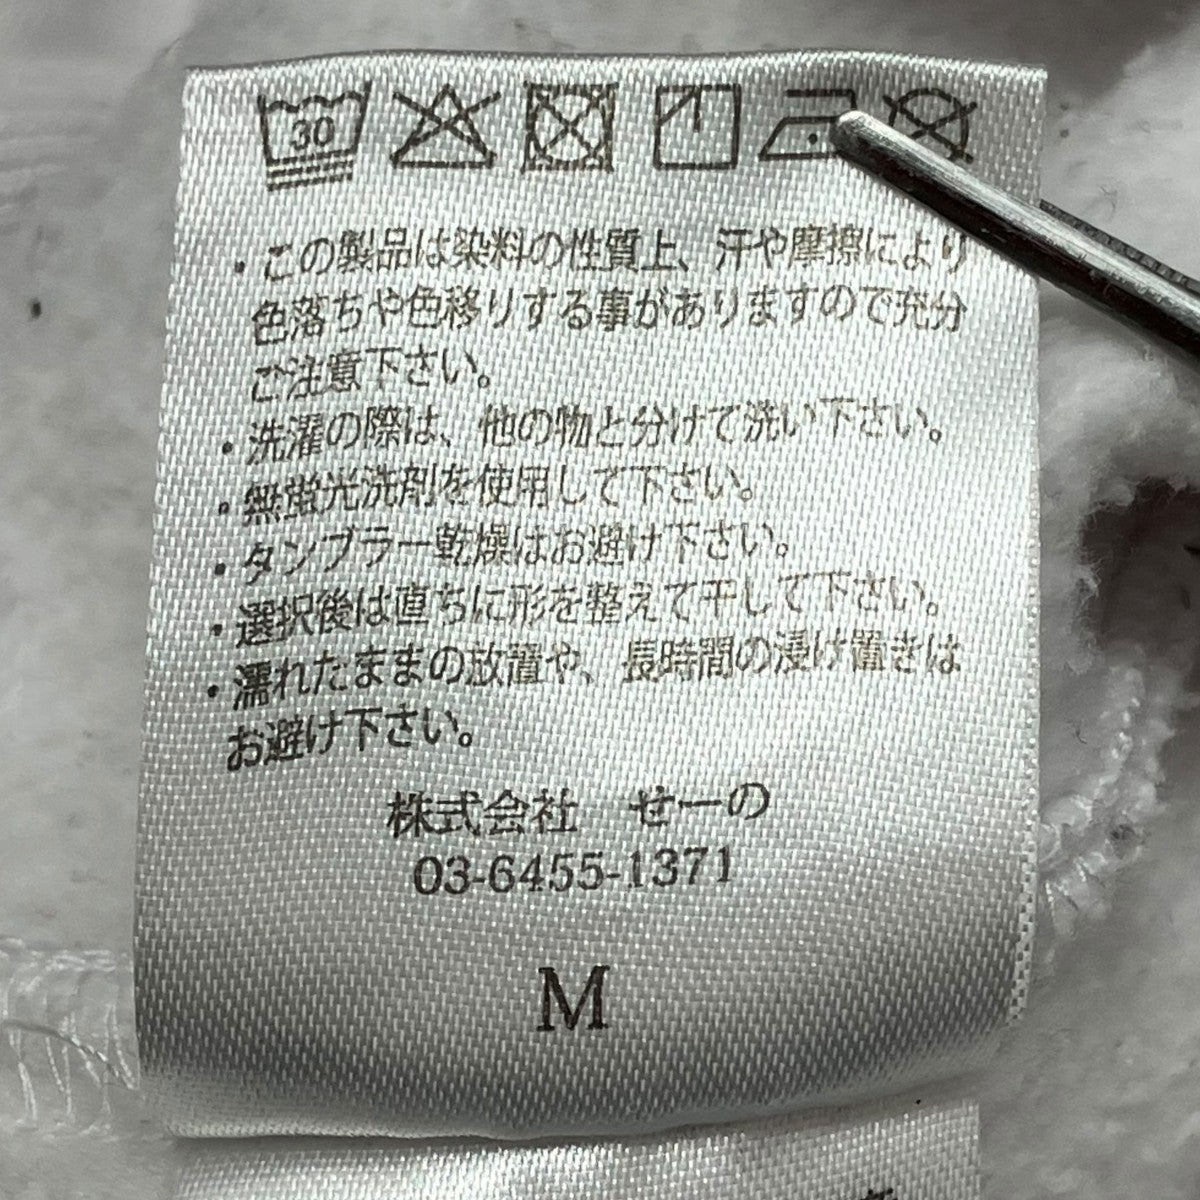 30
・この製品は染料の性質上、汗や摩擦により
色落ちや色移りする事がありますので充分
ご注意下さい。
・洗濯の際は、他の物と分けて洗い下さい。
・無蛍光洗剤を使用して下さい。
・タンブラー乾燥はお避け下さい。
・選択後は直ちに形を整えて干して下さい。
・濡れたままの放置や、長時間の浸け置きは
お避け下さい。
株式会社 せーの
03-6455-1371
M